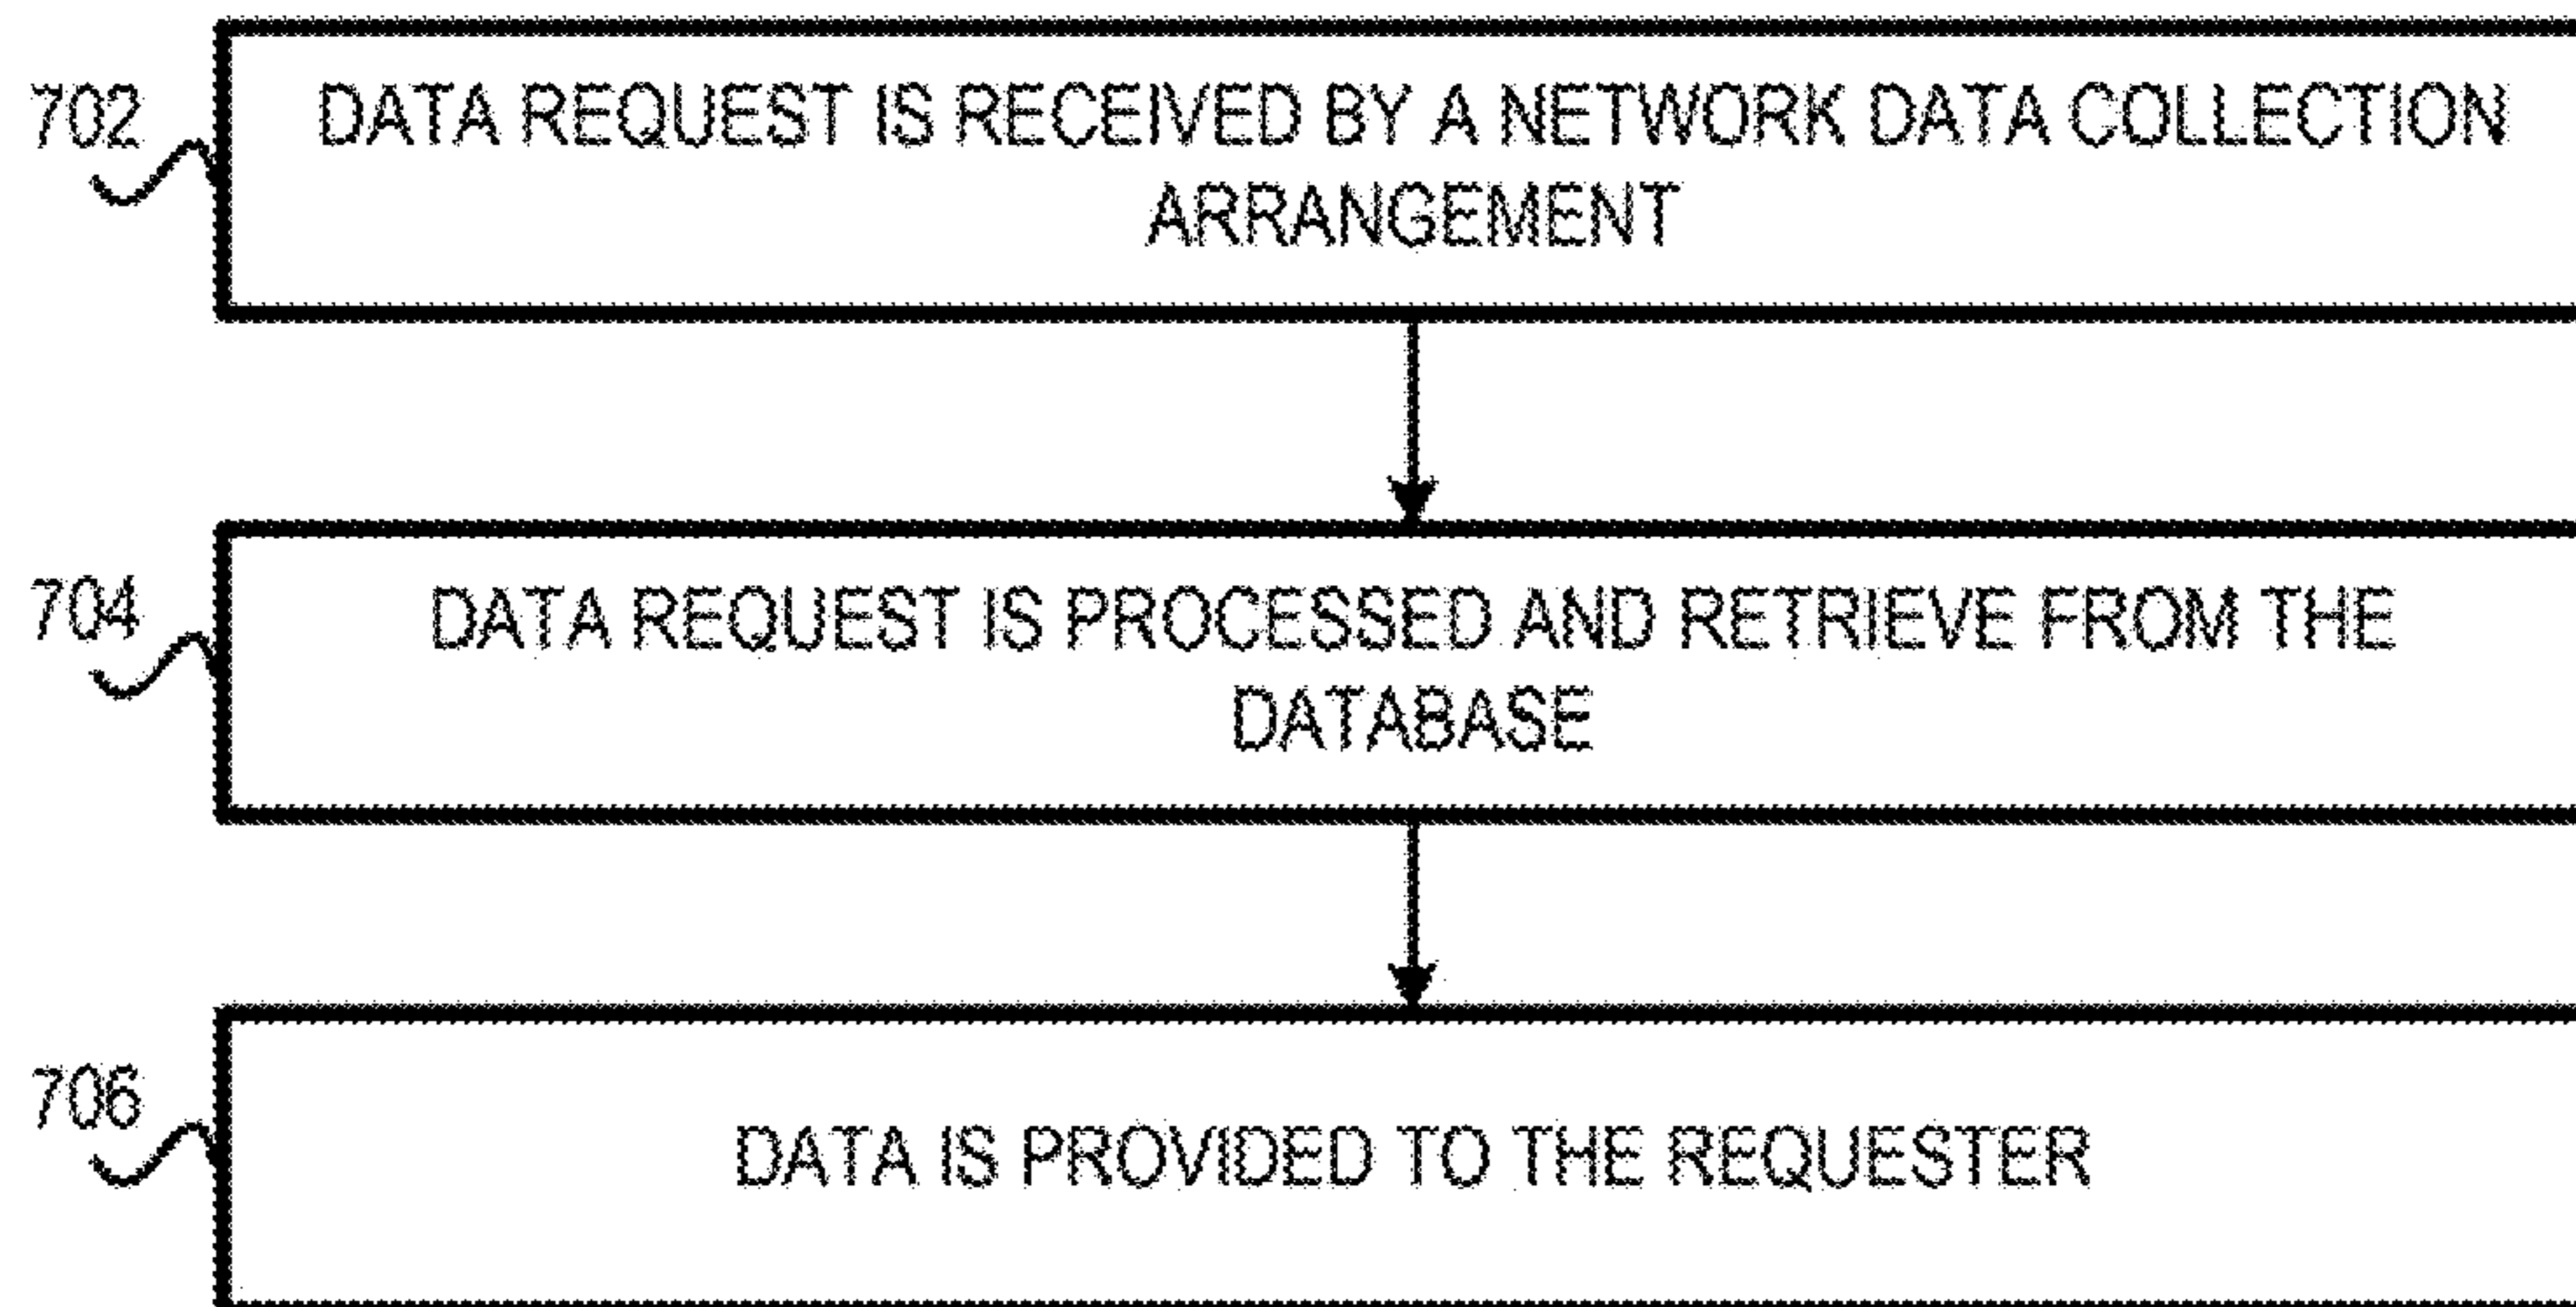 702
DATA REQUEST IS RECEIVED BY A NETWORK DATA COLLECTION
ARRANGEMENT
704
DATA REQUEST IS PROCESSED AND RETRIEVE FROM THE
DATABASE
706
DATA IS PROVIDED TO THE REQUESTER